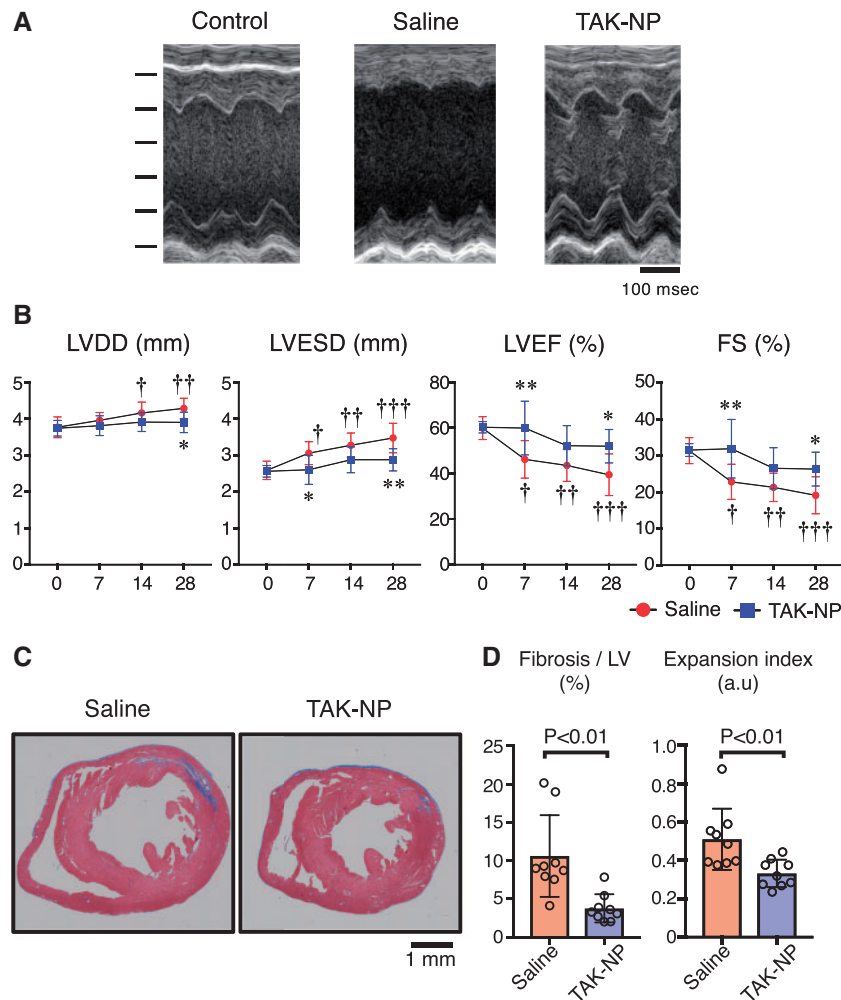 A
Control Saline TAK-NP
100 msec
B
LVDD (mm) LVESD (mm) LVEF (%) FS (%)
5
4
3
2
1
0
† ††
*
0 7 14 28
5
4
3
2
1
0
† †† †††
* **
0 7 14 28
80
60
40
20
0
** *
† †† †††
0 7 14 28
50
40
30
20
10
0
** *
† †† †††
0 7 14 28
Saline TAK-NP
C
Saline TAK-NP
1 mm
D
Fibrosis / LV
(%)
P<0.01
25
20
15
10
5
0
Saline TAK-NP
Expansion index
(a.u)
P<0.01
1.0
0.8
0.6
0.4
0.2
0
Saline TAK-NP